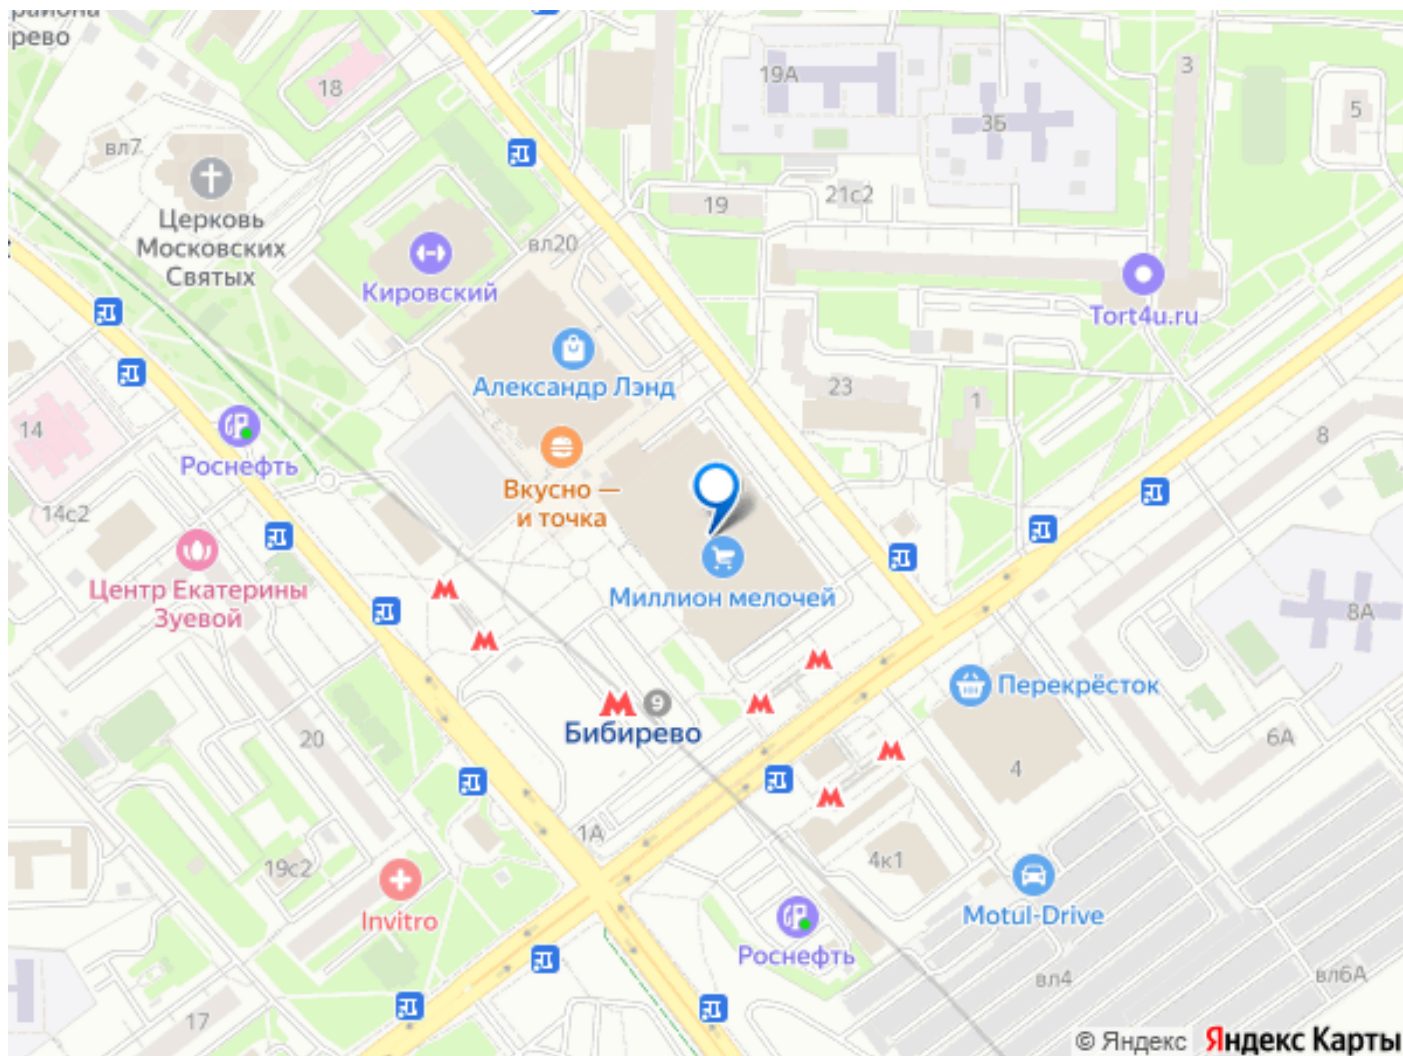 района
рево
18
вл7
Церковь
Московских
Святых
19А
3
5
3Б
21с2
19
вл20
Кировский
Tort4u.ru
Александр Лэнд
23
1
8
14
Роснефть
Вкусно —
и точка
14с2
Центр Екатерины
Зуевой
Миллион мелочей
8А
Перекрёсток
9
Бибирево
20
6А
4
1А
19с2
4к1
Invitro
Motul-Drive
Роснефть
вл4
вл6А
17
© Яндекс Яндекс Карты